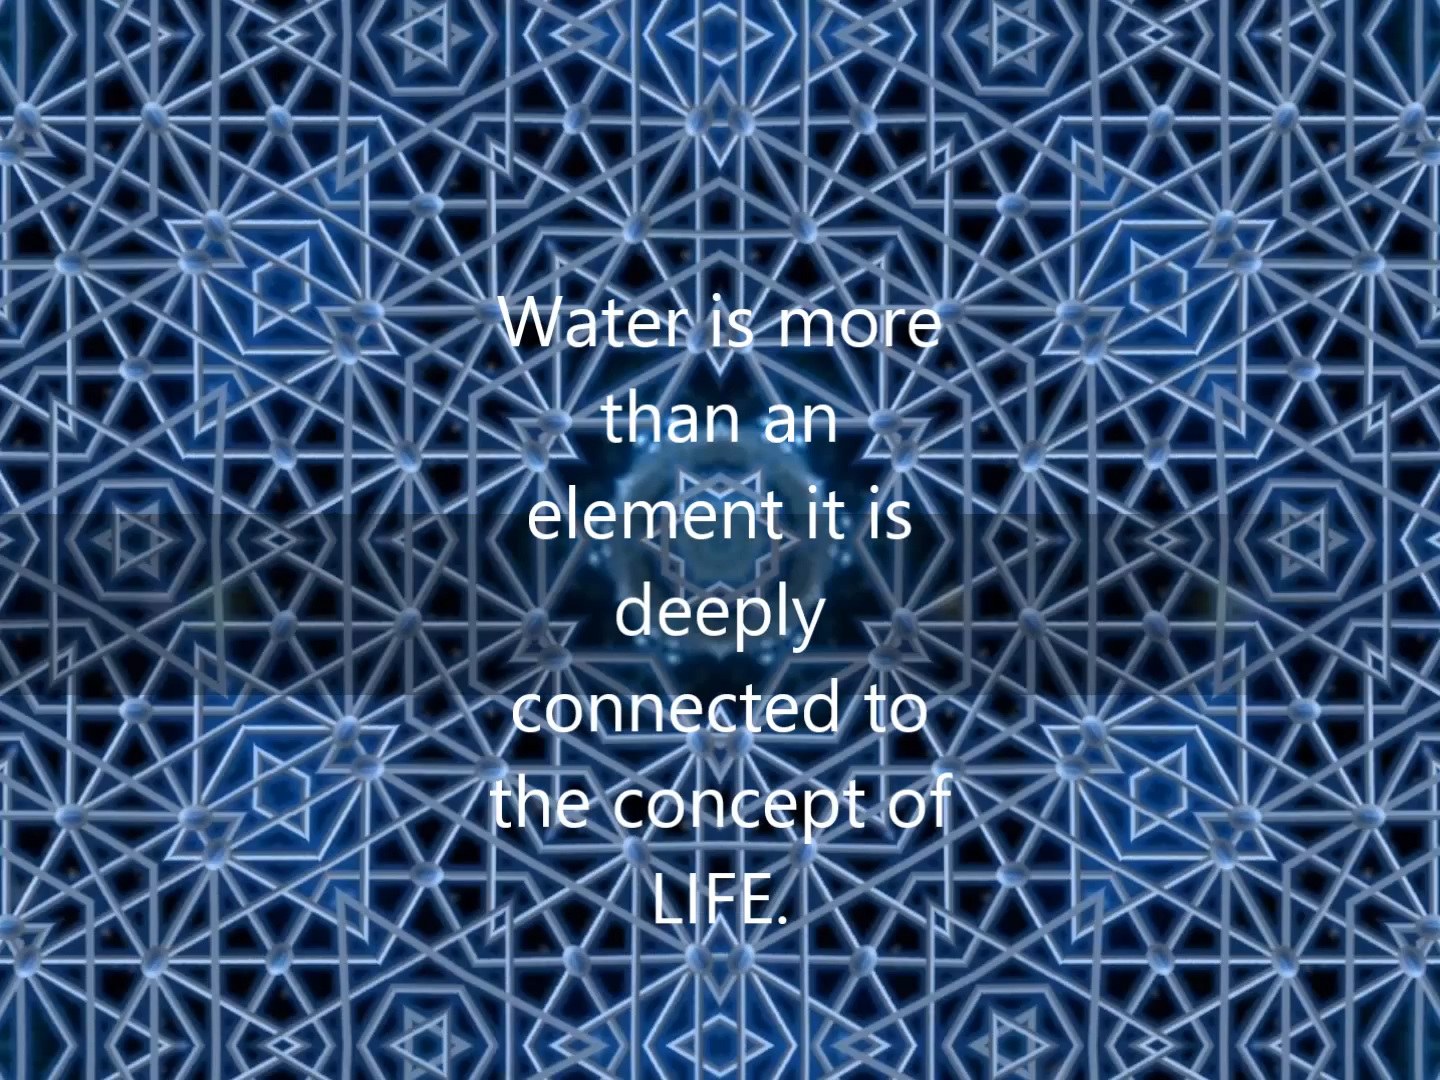 Water is more
than an
element it is
deeply
connected to
the concept of
LIFE.